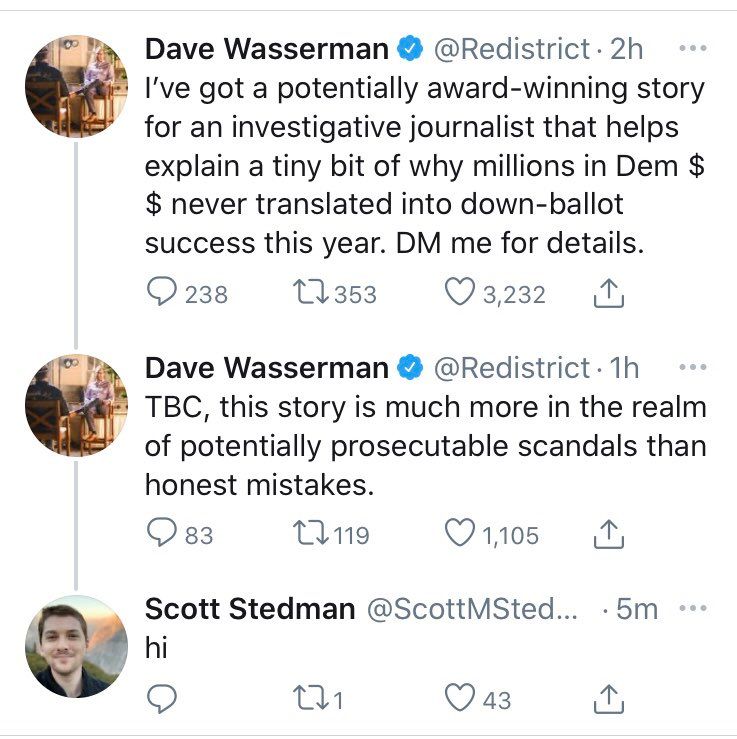 Dave Wasserman @Redistrict · 2h
I’ve got a potentially award-winning story
for an investigative journalist that helps
explain a tiny bit of why millions in Dem $
$ never translated into down-ballot
success this year. DM me for details.
238 353 3,232
Dave Wasserman @Redistrict · 1h
TBC, this story is much more in the realm
of potentially prosecutable scandals than
honest mistakes.
83 119 1,105
Scott Stedman @ScottMSted... · 5m
hi
1 43